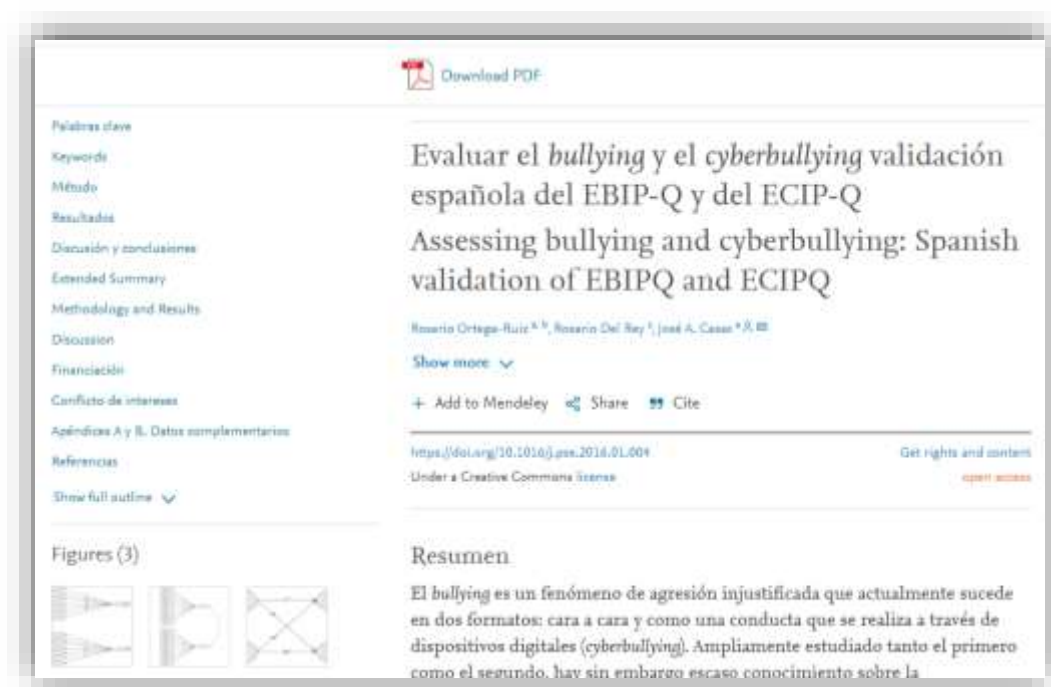 Download PDF
Palabras clave
Keywords
Método
Resultados
Discusión y conclusiones
Extended Summary
Methodology and Results
Discussion
Financiación
Conflicto de intereses
Apéndices A y B. Datos complementarios
Referencias
Show full outline
Figures (3)
Evaluar el bullying y el cyberbullying validación
española del EBIP-Q y del ECIP-Q
Assessing bullying and cyberbullying: Spanish
validation of EBIPQ and ECIPQ
Rosario Ortega-Ruiz a, b, Rosario Del Rey c, José A. Casas a
Show more
+ Add to Mendeley Share Cite
https://doi.org/10.1016/j.pse.2016.01.004 Get rights and content
Under a Creative Commons license open access
Resumen
El bullying es un fenómeno de agresión injustificada que actualmente sucede
en dos formatos: cara a cara y como una conducta que se realiza a través de
dispositivos digitales (cyberbullying). Ampliamente estudiado tanto el primero
como el segundo, hay sin embargo escaso conocimiento sobre la